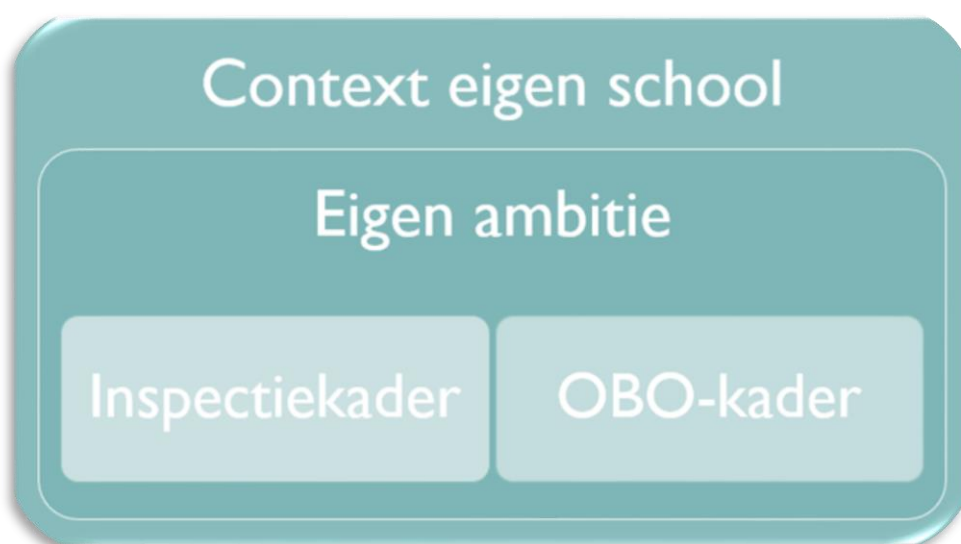 Context eigen school
Eigen ambitie
Inspectiekader
OBO-kader